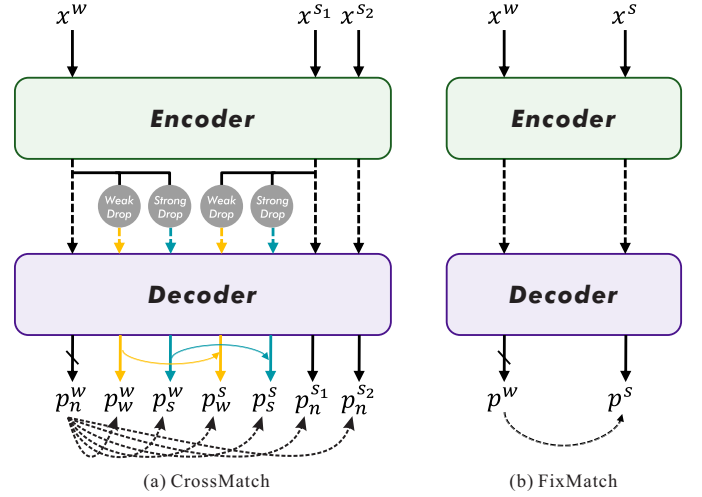 x^w x^{s_1} x^{s_2} x^w x^s
Encoder Encoder
Weak Drop Strong Drop Weak Drop Strong Drop
Decoder Decoder
p_n^w p_w^w p_s^w p_w^s p_s^s p_n^{s_1} p_n^{s_2} p^w p^s
(a) CrossMatch (b) FixMatch